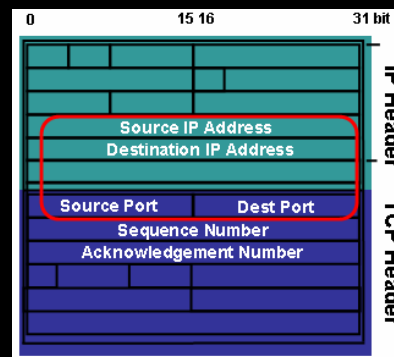 0 15 16 31 bit
Source IP Address
Destination IP Address
Source Port Dest Port
Sequence Number
Acknowledgement Number
IP Header
TCP Header